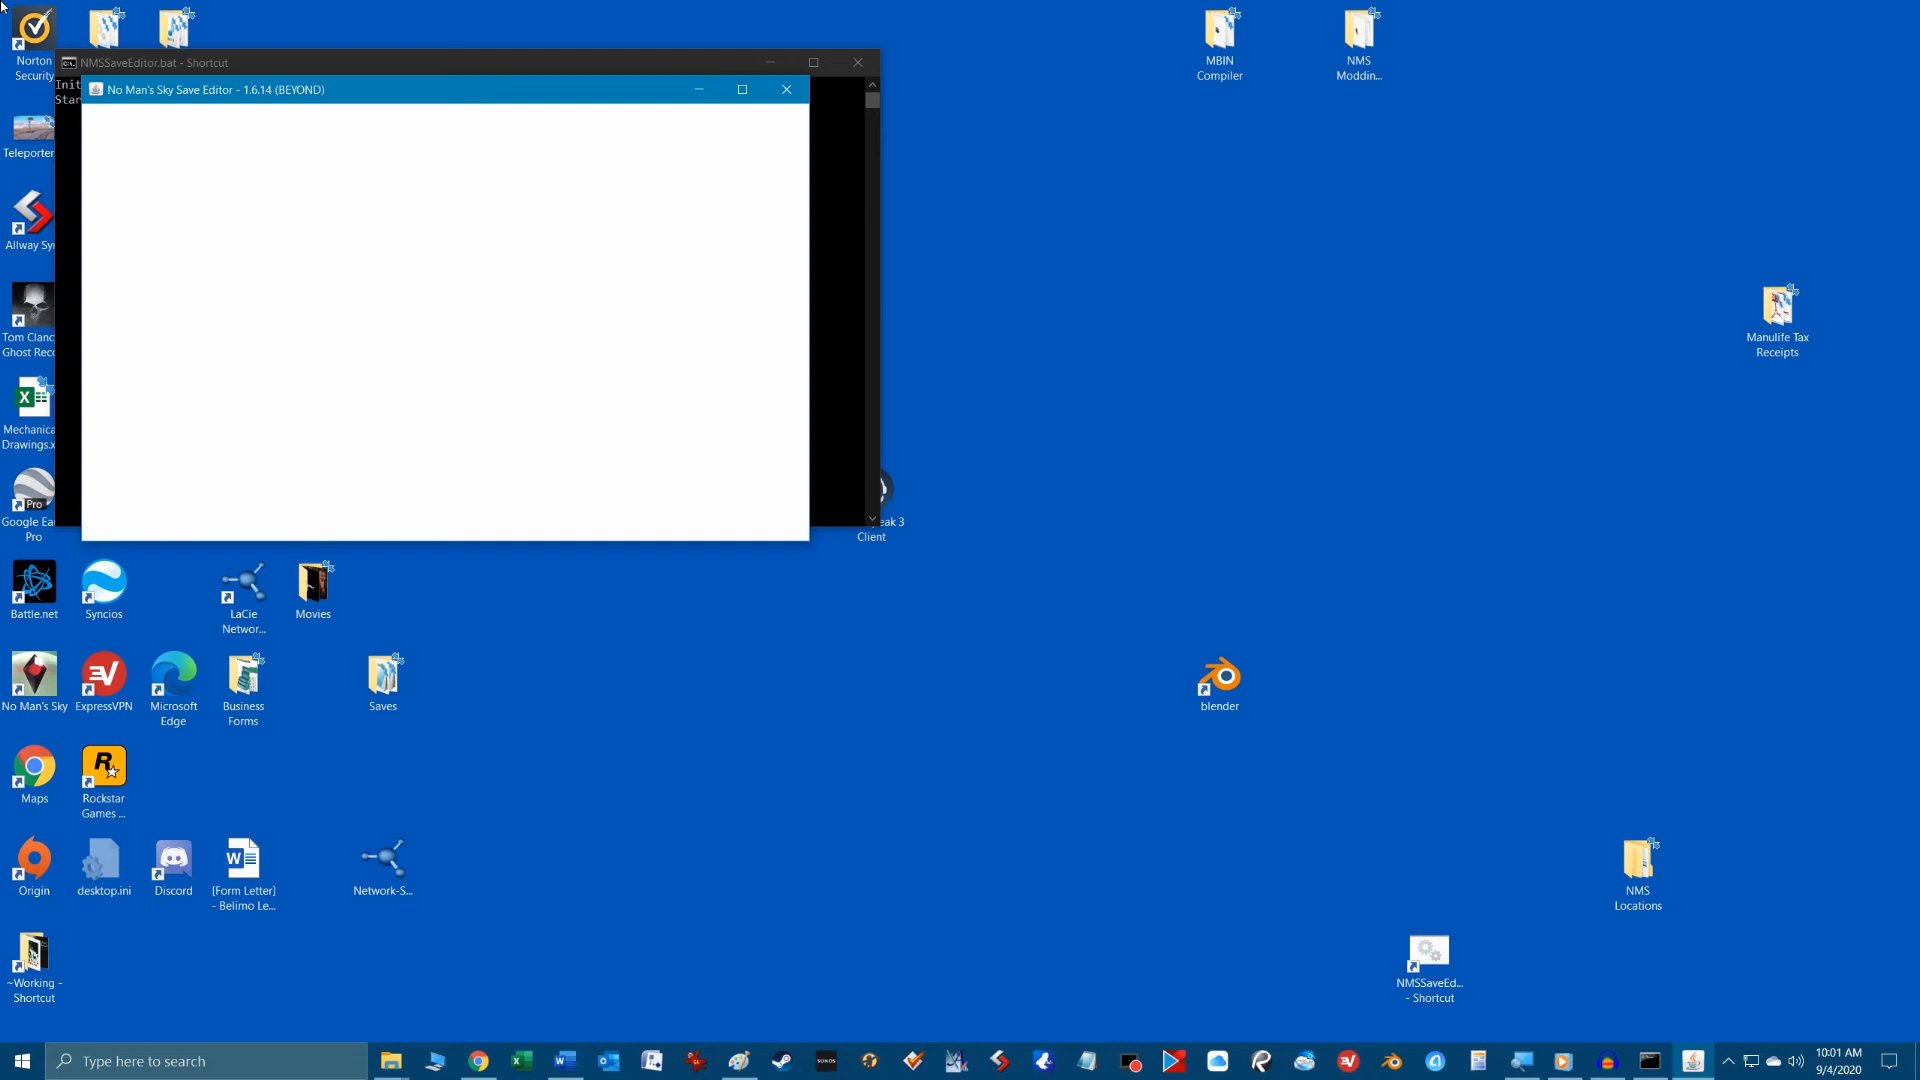 Norton
Security
NMSSaveEditor.bat - Shortcut
Init
Star
No Man's Sky Save Editor - 1.6.14 (BEYOND)
MBIN
Compiler
NMS
Moddin...
Teleporter
Allway Sy
Manulife Tax
Receipts
Tom Clanc
Ghost Reco
Mechanica
Drawings.x
Pro
Google Ea
Pro
eak 3
Client
Battle.net
Syncios
LaCie
Networ...
Movies
No Man's Sky
EV
ExpressVPN
Microsoft
Edge
Business
Forms
Saves
blender
Maps
Rockstar
Games ...
Origin
desktop.ini
Discord
[Form Letter]
- Belimo Le...
Network-S...
NMS
Locations
~Working -
Shortcut
NMSSaveEd...
- Shortcut
Type here to search
SONOS
10:01 AM
9/4/2020